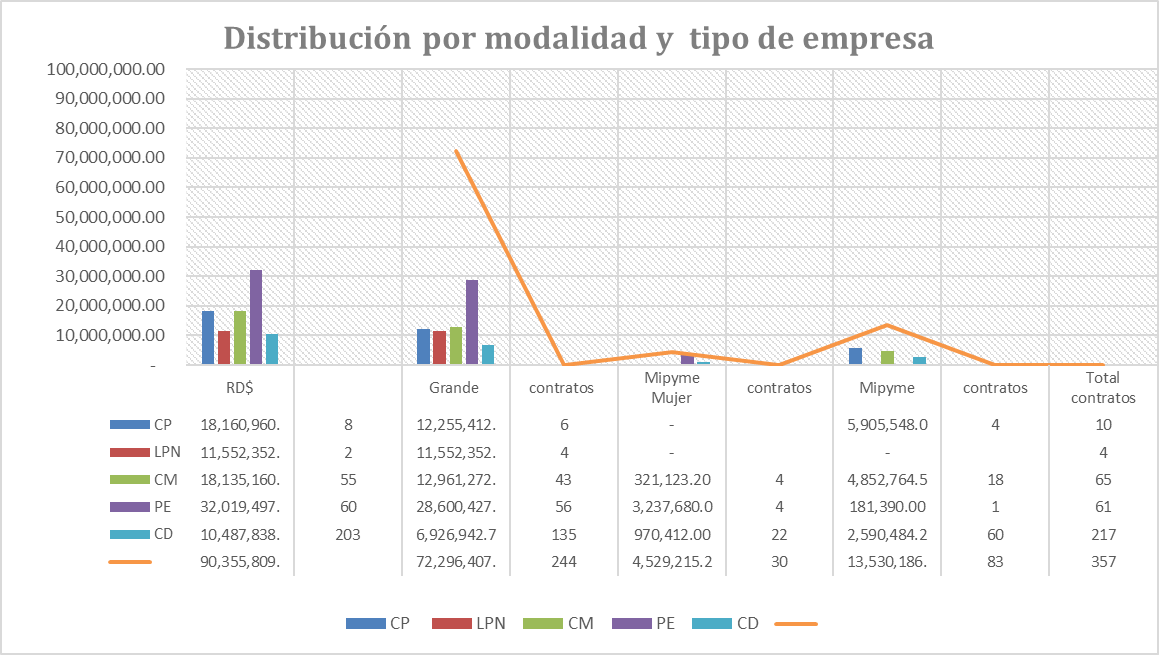 Distribución por modalidad y  tipo de empresa
100,000,000.00
90,000,000.00
80,000,000.00
70,000,000.00
60,000,000.00
50,000,000.00
40,000,000.00
30,000,000.00
20,000,000.00
10,000,000.00
-
RD$ Grande contratos Mipyme Mujer contratos Mipyme contratos Total contratos
CP 18,160,960. 8 12,255,412. 6 - 5,905,548.0 4 10
LPN 11,552,352. 2 11,552,352. 4 - - 4
CM 18,135,160. 55 12,961,272. 43 321,123.20 4 4,852,764.5 18 65
PE 32,019,497. 60 28,600,427. 56 3,237,680.0 4 181,390.00 1 61
CD 10,487,838. 203 6,926,942.7 135 970,412.00 22 2,590,484.2 60 217
90,355,809. 72,296,407. 244 4,529,215.2 30 13,530,186. 83 357
CP LPN CM PE CD